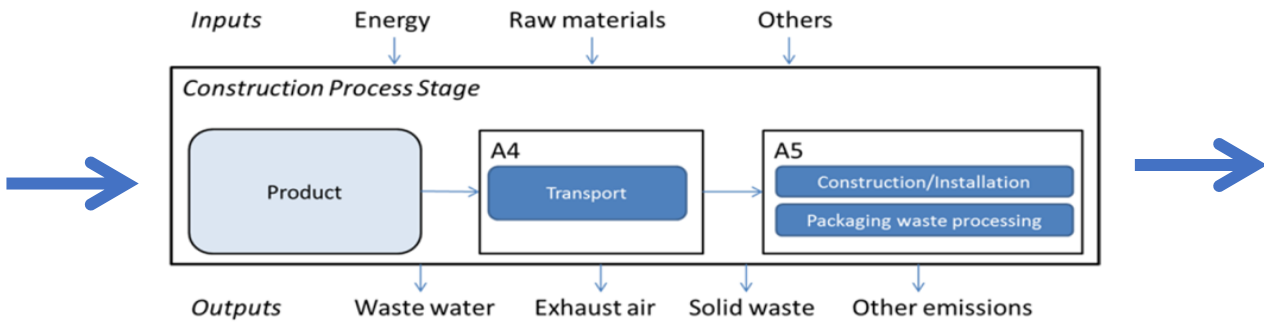 Inputs Energy Raw materials Others
Construction Process Stage
Product
A4
Transport
A5
Construction/Installation
Packaging waste processing
Outputs Waste water Exhaust air Solid waste Other emissions